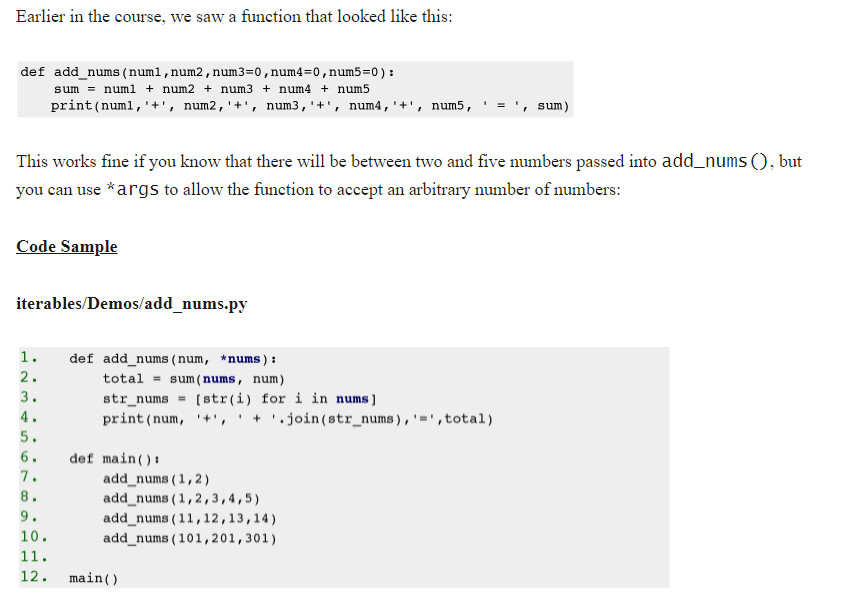 Earlier in the course, we saw a function that looked like this:
def add_nums(num1,num2,num3=0,num4=0,num5=0):
    sum = num1 + num2 + num3 + num4 + num5
    print(num1,'+', num2,'+', num3,'+', num4,'+', num5, ' = ', sum)
This works fine if you know that there will be between two and five numbers passed into add_nums(), but
you can use *args to allow the function to accept an arbitrary number of numbers:
Code Sample
iterables/Demos/add_nums.py
1.    def add_nums(num, *nums):
2.        total = sum(nums, num)
3.        str_nums = [str(i) for i in nums]
4.        print(num, '+', ' + '.join(str_nums),'=',total)
5.
6.    def main():
7.        add_nums(1,2)
8.        add_nums(1,2,3,4,5)
9.        add_nums(11,12,13,14)
10.        add_nums(101,201,301)
11.
12.    main()